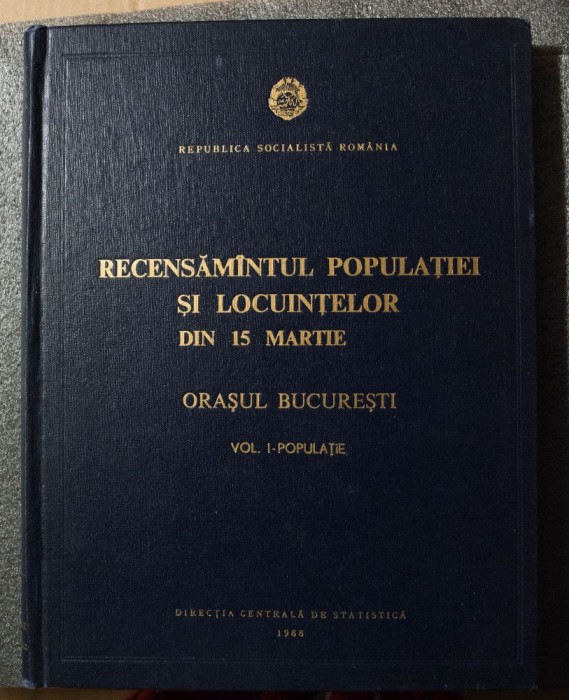 REPUBLICA SOCIALISTĂ ROMÂNIA
RECENSĂMÎNTUL POPULAȚIEI
ȘI LOCUINȚELOR
DIN 15 MARTIE
ORAȘUL BUCUREȘTI
VOL. I-POPULAȚIE
DIRECȚIA CENTRALĂ DE STATISTICĂ
1968